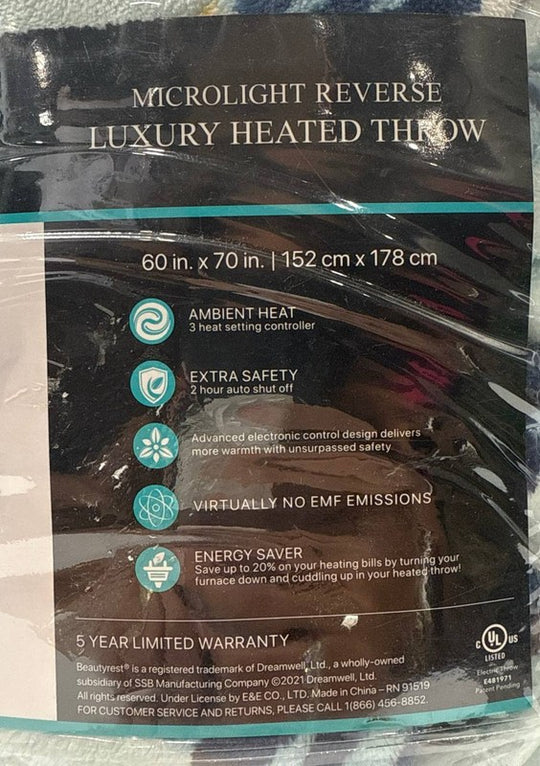 MICROLIGHT REVERSE
LUXURY HEATED THROW
60 in. x 70 in. | 152 cm x 178 cm
AMBIENT HEAT
3 heat setting controller
EXTRA SAFETY
2 hour auto shut off
Advanced electronic control design delivers
more warmth with unsurpassed safety
VIRTUALLY NO EMF EMISSIONS
ENERGY SAVER
Save up to 20% on your heating bills by turning your
furnace down and cuddling up in your heated throw!
5 YEAR LIMITED WARRANTY
Beautyrest® is a registered trademark of Dreamwell, Ltd., a wholly-owned
subsidiary of SSB Manufacturing Company ©2021 Dreamwell, Ltd.
All rights reserved. Under License by E&E CO., LTD. Made in China – RN 91519
FOR CUSTOMER SERVICE AND RETURNS, PLEASE CALL 1(866) 456-8852.
C UL US
LISTED
Electric Throw
E481971
Patent Pending